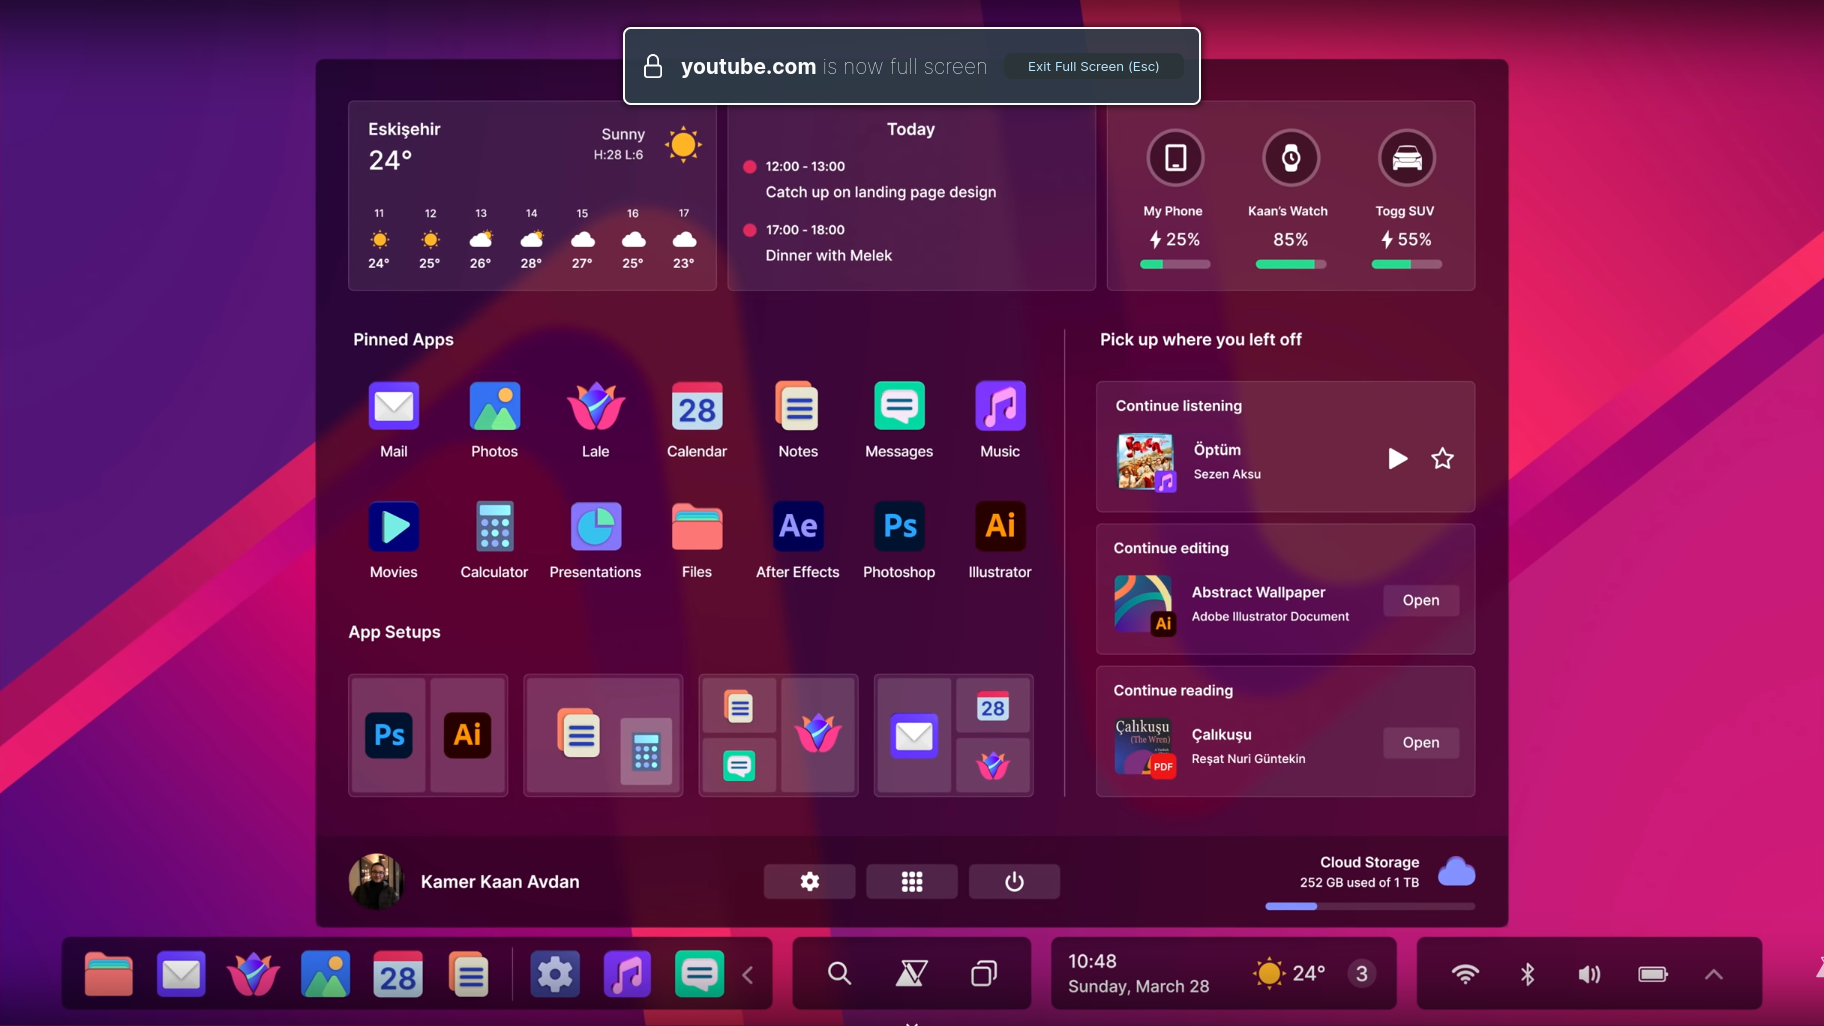 youtube.com is now full screen Exit Full Screen (Esc)
Eskişehir
24°
Sunny
H:28 L:6
11 12 13 14 15 16 17
24° 25° 26° 28° 27° 25° 23°
Today
12:00 - 13:00
Catch up on landing page design
17:00 - 18:00
Dinner with Melek
My Phone Kaan's Watch Togg SUV
25% 85% 55%
Pinned Apps
28
Mail Photos Lale Calendar Notes Messages Music
Ae Ps Ai
Movies Calculator Presentations Files After Effects Photoshop Illustrator
App Setups
Ps Ai
28
Pick up where you left off
Continue listening
Öptüm
Sezen Aksu
Continue editing
Abstract Wallpaper
Adobe Illustrator Document
Ai
Open
Continue reading
Çalıkuşu
(The Wren)
PDF
Çalıkuşu
Reşat Nuri Güntekin
Open
Kamer Kaan Avdan
Cloud Storage
252 GB used of 1 TB
28
10:48
Sunday, March 28
24° 3